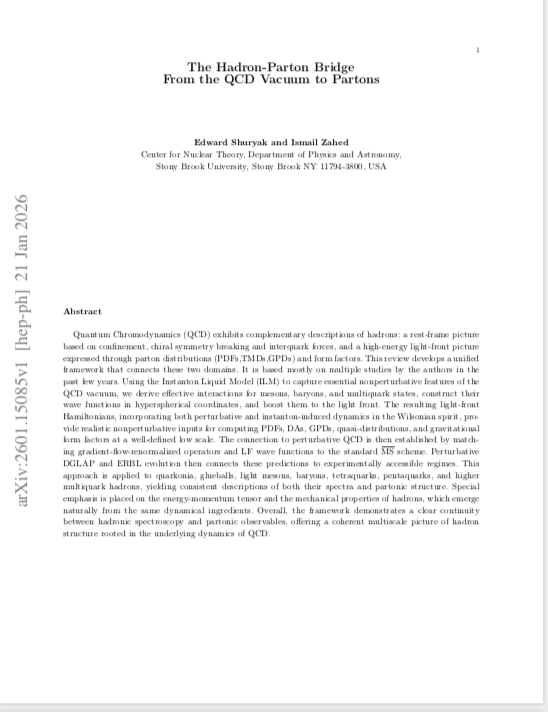 1
The Hadron-Parton Bridge
From the QCD Vacuum to Partons
Edward Shuryak and Ismail Zahed
Center for Nuclear Theory, Department of Physics and Astronomy,
Stony Brook University, Stony Brook NY 11794-3800, USA
arXiv:2601.15085v1 [hep-ph] 21 Jan 2026
Abstract
Quantum Chromodynamics (QCD) exhibits complementary descriptions of hadrons: a rest-frame picture
based on confinement, chiral symmetry breaking and interquark forces, and a high-energy light-front picture
expressed through parton distributions (PDFs,TMDs,GPDs) and form factors. This review develops a unified
framework that connects these two domains. It is based mostly on multiple studies by the authors in the
past few years. Using the Instanton Liquid Model (ILM) to capture essential nonperturbative features of the
QCD vacuum, we derive effective interactions for mesons, baryons, and multiquark states, construct their
wave functions in hyperspherical coordinates, and boost them to the light front. The resulting light-front
Hamiltonians, incorporating both perturbative and instanton-induced dynamics in the Wilsonian spirit, pro-
vide realistic nonperturbative inputs for computing PDFs, DAs, GPDs, quasi-distributions, and gravitational
form factors at a well-defined low scale. The connection to perturbative QCD is then established by match-
ing gradient-flow-renormalized operators and LF wave functions to the standard M̅S̅ scheme. Perturbative
DGLAP and ERBL evolution then connects these predictions to experimentally accessible regimes. This
approach is applied to quarkonia, glueballs, light mesons, baryons, tetraquarks, pentaquarks, and higher
multiquark hadrons, yielding consistent descriptions of both their spectra and partonic structure. Special
emphasis is placed on the energy-momentum tensor and the mechanical properties of hadrons, which emerge
naturally from the same dynamical ingredients. Overall, the framework demonstrates a clear continuity
between hadronic spectroscopy and partonic observables, offering a coherent multiscale picture of hadron
structure rooted in the underlying dynamics of QCD.